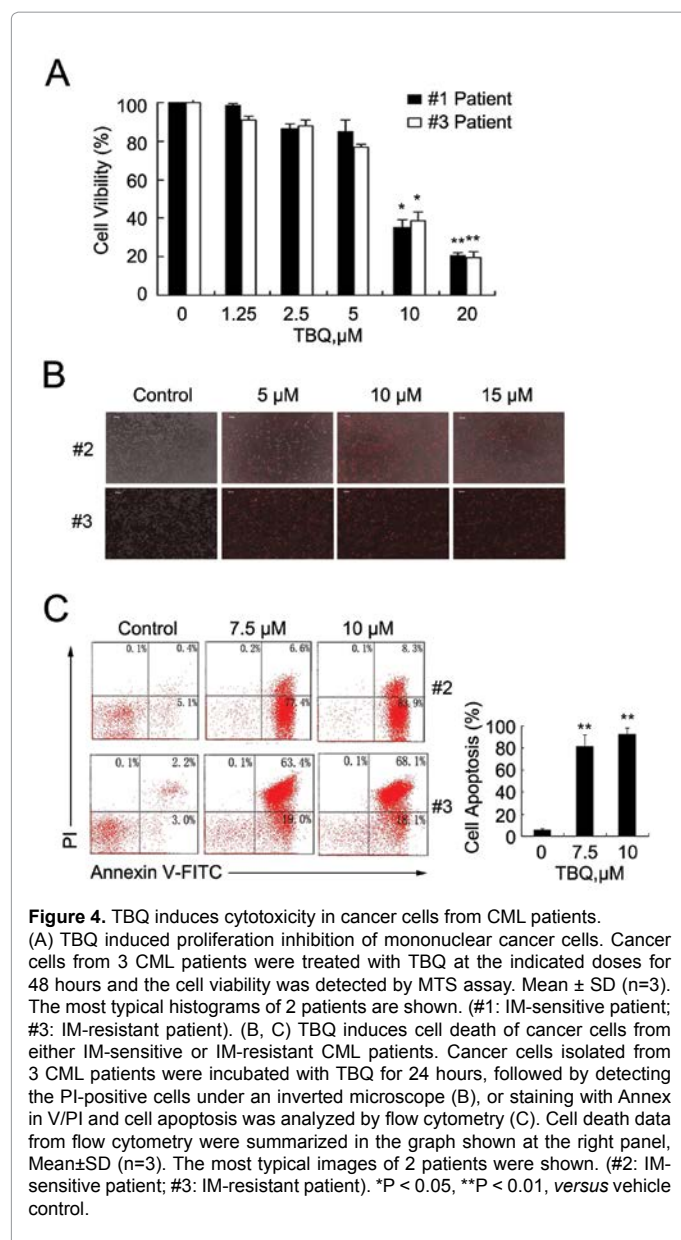 A
#1 Patient
#3 Patient
Cell Vilbility (%)
100
80
60
40
20
0
* *
** **
0 1.25 2.5 5 10 20
TBQ,µM
B
Control 5 µM 10 µM 15 µM
#2
#3
C
Control 7.5 µM 10 µM
0.1% 0.4% 0.2% 6.6% 0.1% 8.3%
5.1% 77.4%
#2
0.1% 2.2% 0.1% 63.4% 0.1% 68.1%
3.0% 19.0% 18.1%
#3
PI
Annexin V-FITC
Cell Apoptosis (%)
100
80
60
40
20
0
** **
0 7.5 10
TBQ,µM
Figure 4. TBQ induces cytotoxicity in cancer cells from CML patients.
(A) TBQ induced proliferation inhibition of mononuclear cancer cells. Cancer
cells from 3 CML patients were treated with TBQ at the indicated doses for
48 hours and the cell viability was detected by MTS assay. Mean ± SD (n=3).
The most typical histograms of 2 patients are shown. (#1: IM-sensitive patient;
#3: IM-resistant patient). (B, C) TBQ induces cell death of cancer cells from
either IM-sensitive or IM-resistant CML patients. Cancer cells isolated from
3 CML patients were incubated with TBQ for 24 hours, followed by detecting
the PI-positive cells under an inverted microscope (B), or staining with Annex
in V/PI and cell apoptosis was analyzed by flow cytometry (C). Cell death data
from flow cytometry were summarized in the graph shown at the right panel,
Mean±SD (n=3). The most typical images of 2 patients were shown. (#2: IM-
sensitive patient; #3: IM-resistant patient). *P < 0.05, **P < 0.01, versus vehicle
control.